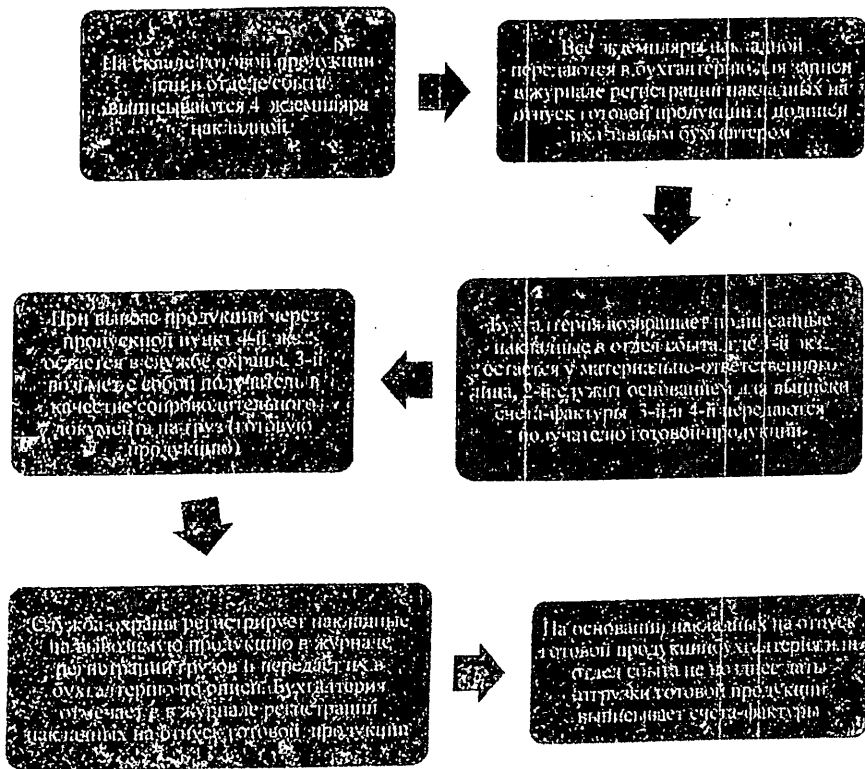 На складе готовой продукции
или в отделе сбыта
выписываются 4 экземпляра
накладной
Все экземпляры накладной
передаются в бухгалтерию для записи
в журнале регистрации накладных на
отпуск готовой продукции и подписи
их главным бухгалтером
Бухгалтерия возвращает подписанные
накладные в отдел сбыта, где 1-й экз.
остается у материально-ответственного
лица, 2-й служит основанием для выписки
счета-фактуры, 3-й и 4-й передаются
получателю готовой продукции
При вывозе продукции через
пропускной пункт 4-й экз.
остается в службе охраны, 3-й
возьмет с собой получатель в
качестве сопроводительного
документа на груз (готовую
продукцию)
Служба охраны регистрирует накладные
на вывозимую продукцию в журнале
регистрации грузов и передает их в
бухгалтерию по описи. Бухгалтерия
отмечает в журнале регистрации
накладных на отпуск готовой продукции
На основании накладных на отпуск
готовой продукции бухгалтерия или
отдел сбыта не позднее даты
отгрузки готовой продукции
выписывает счета-фактуры